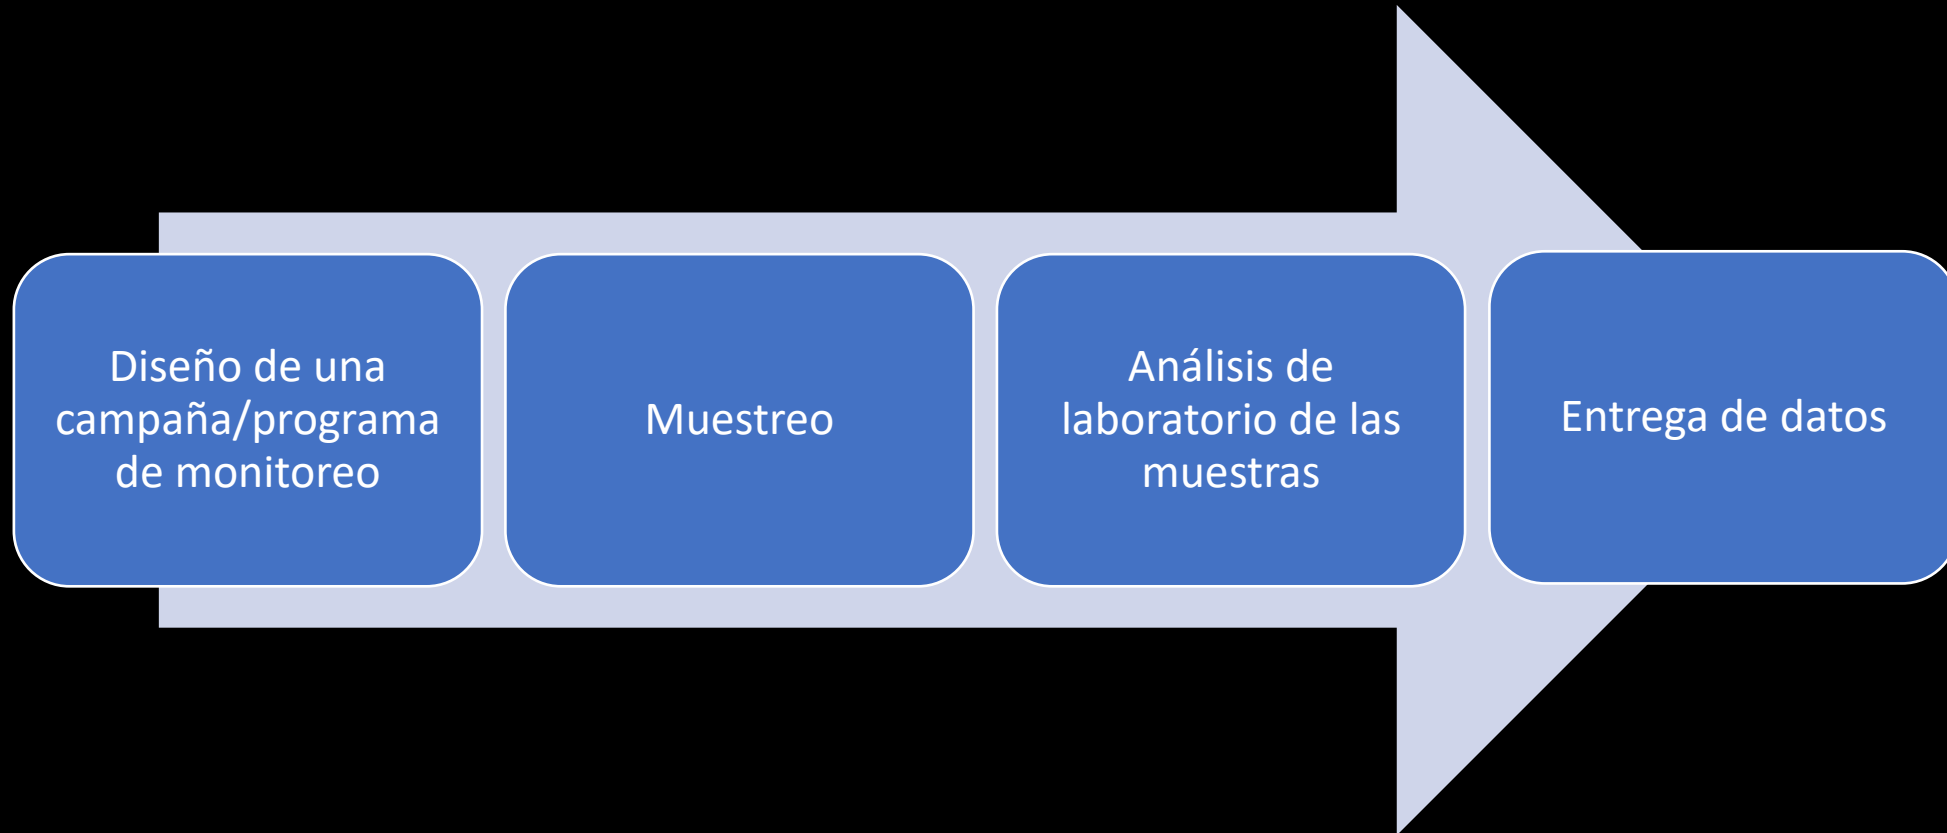 Diseño de una
campaña/programa
de monitoreo
Muestreo
Análisis de
laboratorio de las
muestras
Entrega de datos